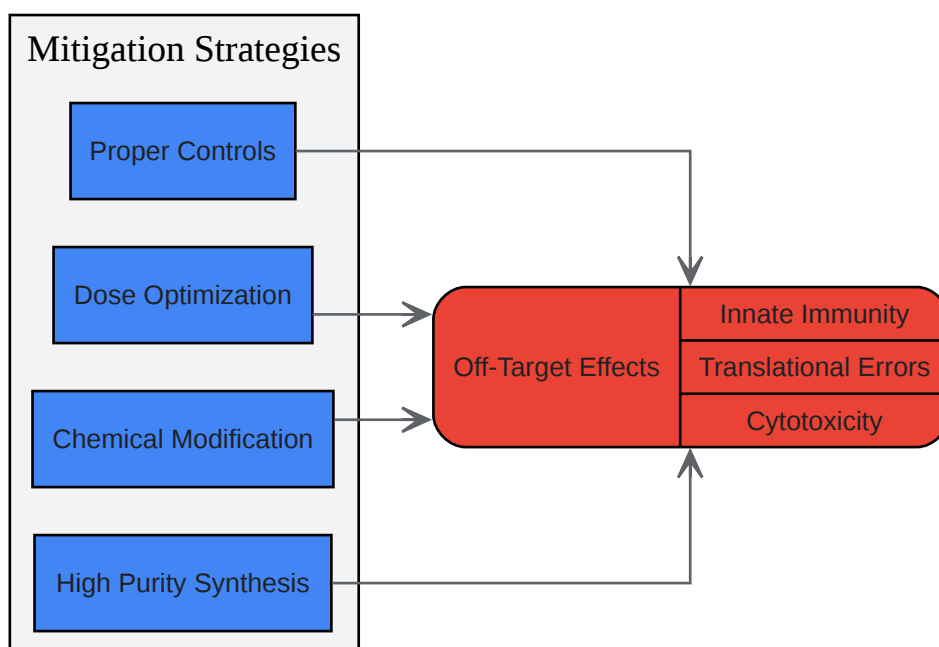 Mitigation Strategies
Proper Controls
Dose Optimization
Chemical Modification
High Purity Synthesis
Off-Target Effects
Innate Immunity
Translational Errors
Cytotoxicity